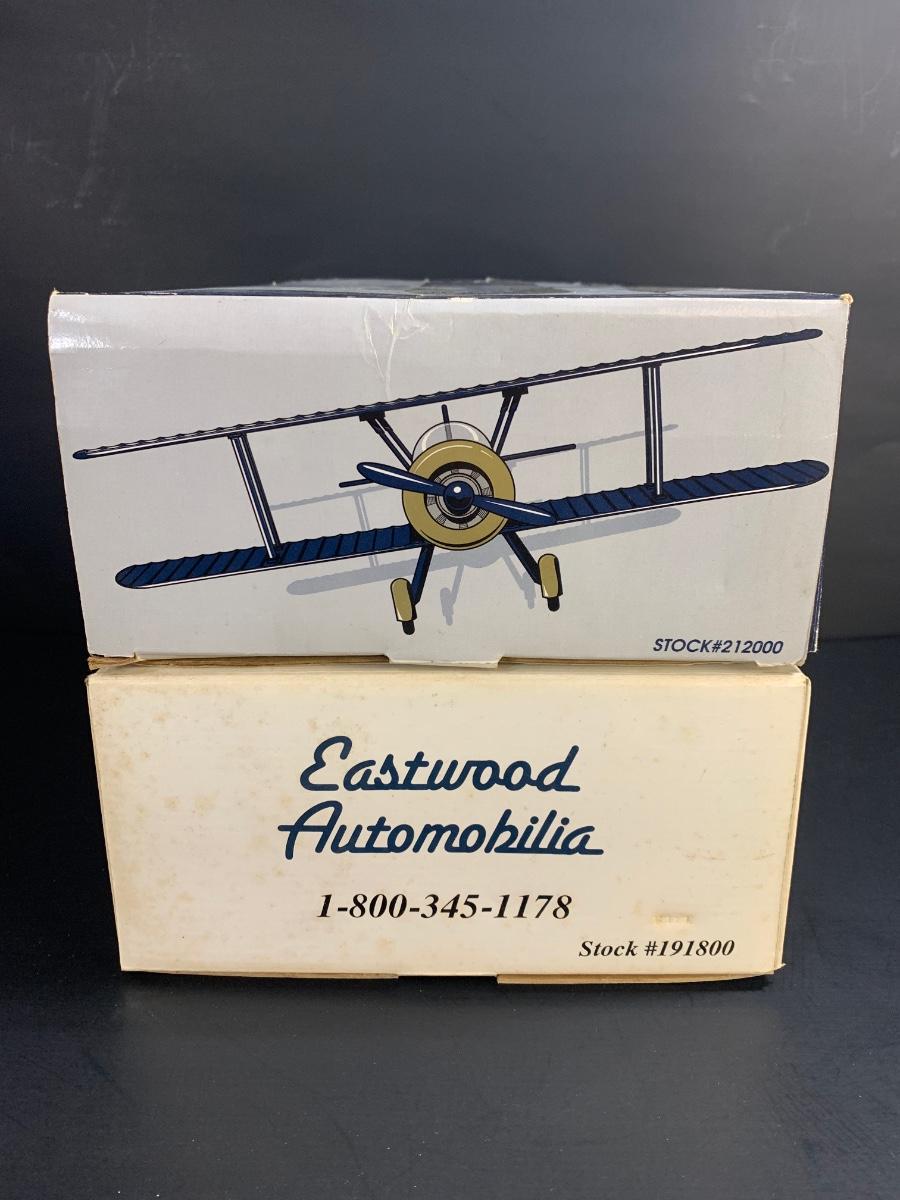 STOCK#212000
Eastwood
Automobilia
1-800-345-1178
Stock #191800